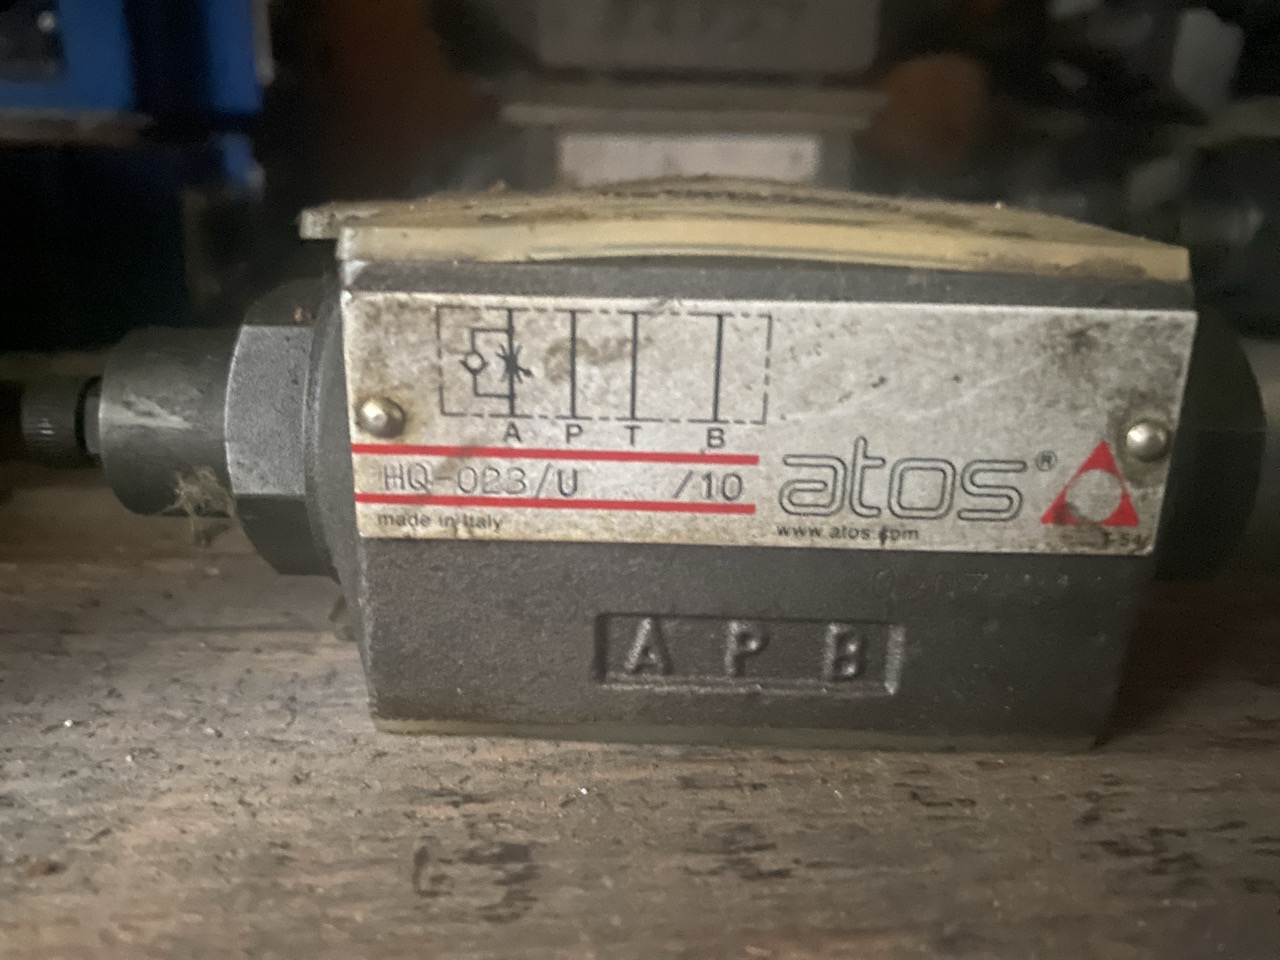 A P T B
HQ-023/U /10
atos®
made in Italy
www.atos.com
A P B